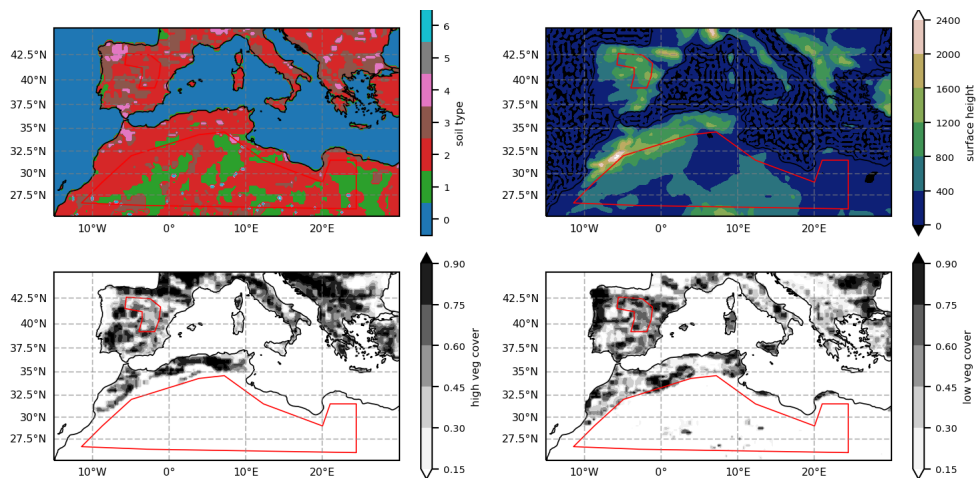 42.5°N
40°N
37.5°N
35°N
32.5°N
30°N
27.5°N
10°W 0° 10°E 20°E
6
5
4
3
2
1
0
soil type
42.5°N
40°N
37.5°N
35°N
32.5°N
30°N
27.5°N
10°W 0° 10°E 20°E
2400
2000
1600
1200
800
400
0
surface height
42.5°N
40°N
37.5°N
35°N
32.5°N
30°N
27.5°N
10°W 0° 10°E 20°E
0.90
0.75
0.60
0.45
0.30
0.15
high veg cover
42.5°N
40°N
37.5°N
35°N
32.5°N
30°N
27.5°N
10°W 0° 10°E 20°E
0.90
0.75
0.60
0.45
0.30
0.15
low veg cover